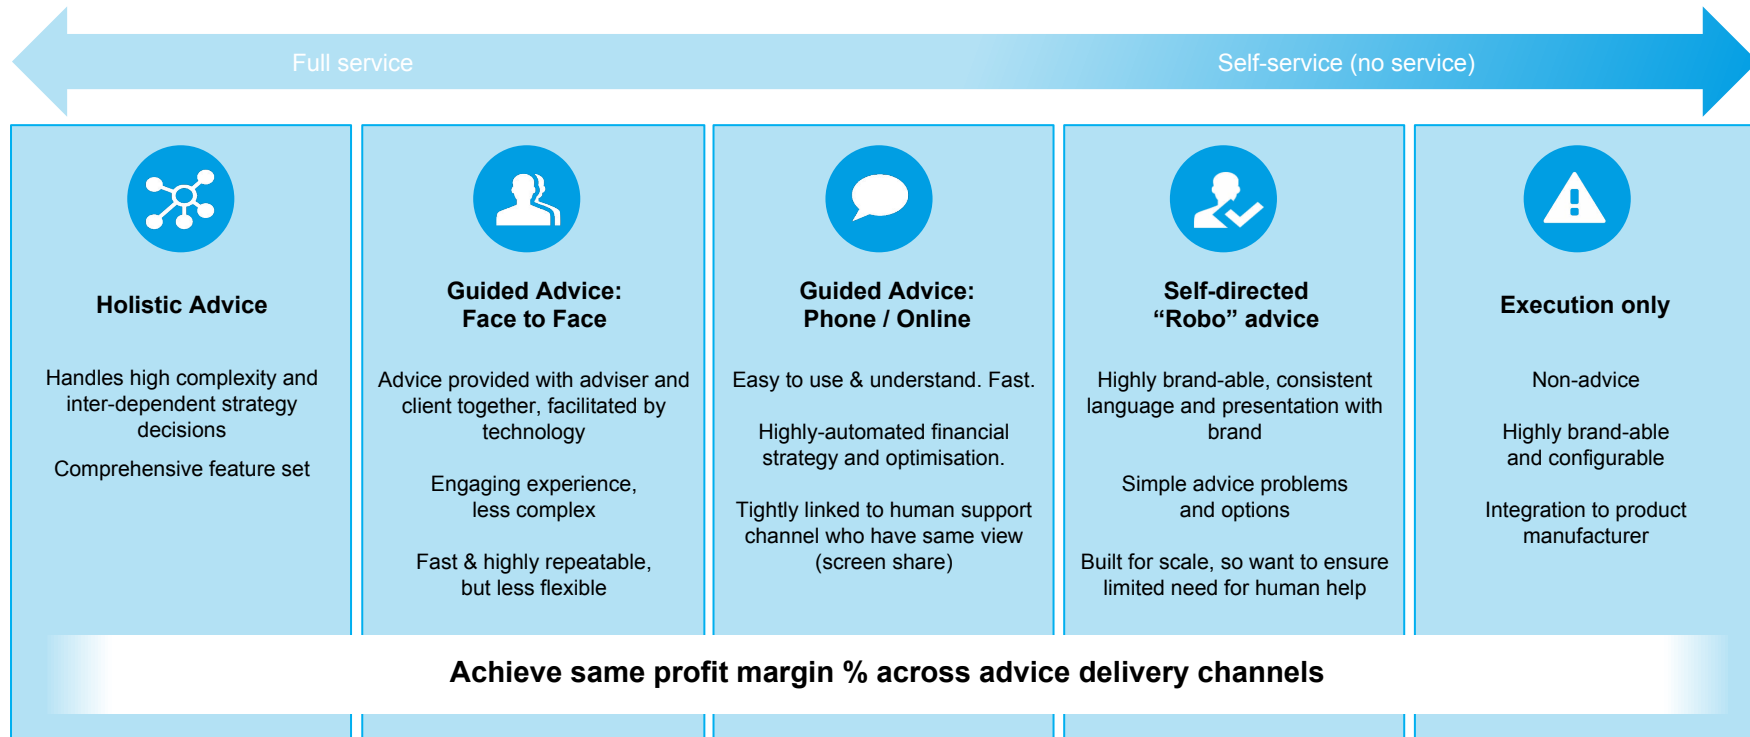 Full service
Self-service (no service)
Holistic Advice
Handles high complexity and
inter-dependent strategy
decisions
Comprehensive feature set
Guided Advice:
Face to Face
Advice provided with adviser and
client together, facilitated by
technology
Engaging experience,
less complex
Fast & highly repeatable,
but less flexible
Guided Advice:
Phone / Online
Easy to use & understand. Fast.
Highly-automated financial
strategy and optimisation.
Tightly linked to human support
channel who have same view
(screen share)
Self-directed
“Robo” advice
Highly brand-able, consistent
language and presentation with
brand
Simple advice problems
and options
Built for scale, so want to ensure
limited need for human help
Execution only
Non-advice
Highly brand-able
and configurable
Integration to product
manufacturer
Achieve same profit margin % across advice delivery channels